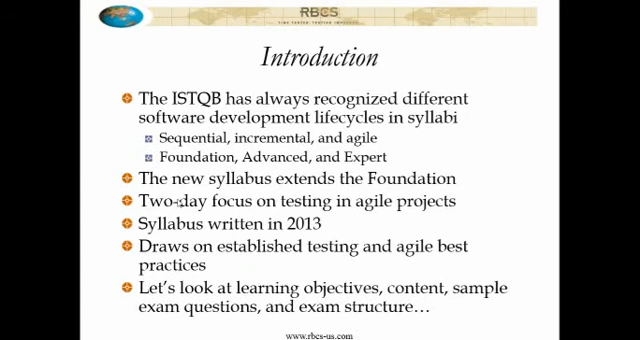 RBCS
Introduction
The ISTQB has always recognized different
software development lifecycles in syllabi
Sequential, incremental, and agile
Foundation, Advanced, and Expert
The new syllabus extends the Foundation
Two-day focus on testing in agile projects
Syllabus written in 2013
Draws on established testing and agile best
practices
Let's look at learning objectives, content, sample
exam questions, and exam structure…
www.rbcs-us.com